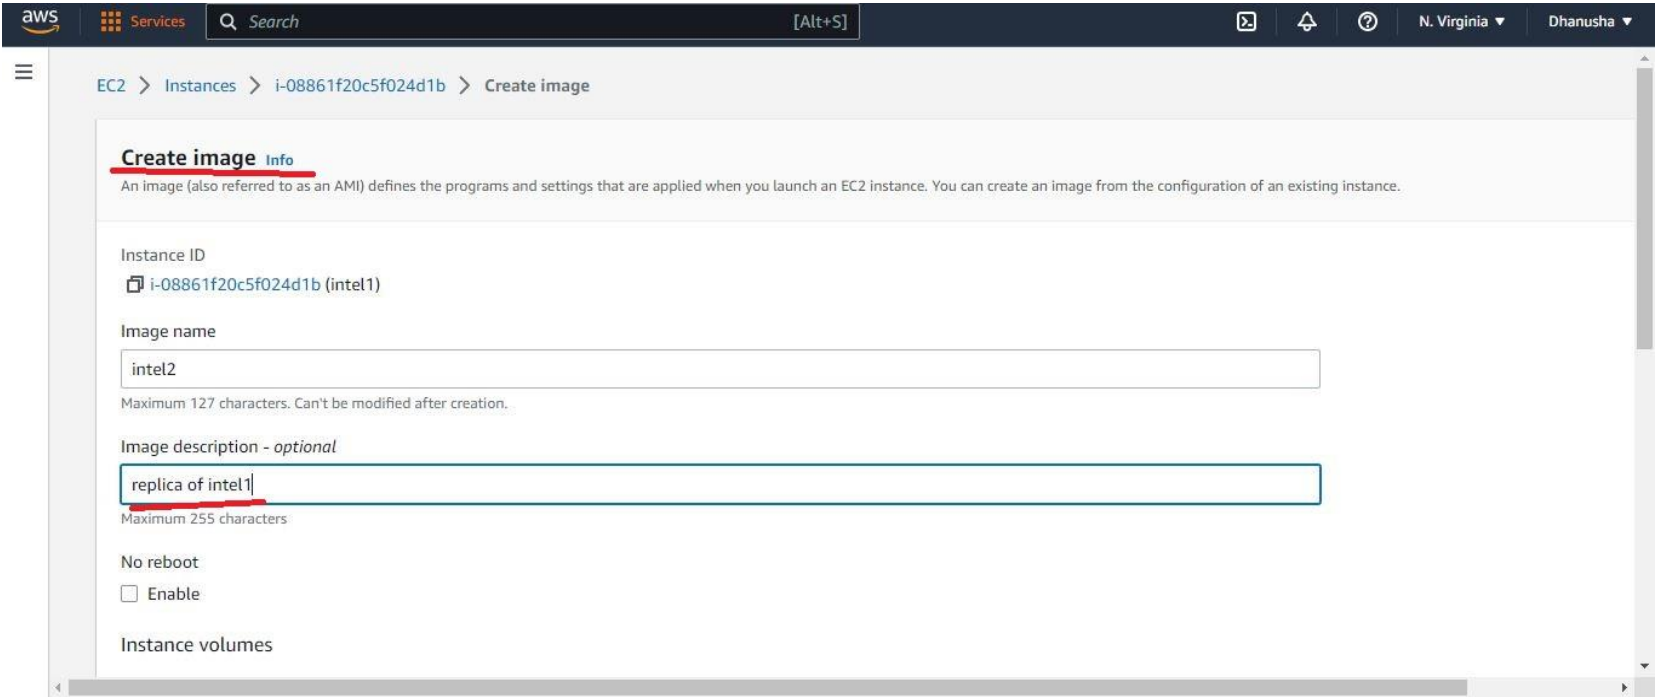 aws Services Search [Alt+S] N. Virginia Dhanusha
EC2 > Instances > i-08861f20c5f024d1b > Create image
Create image Info
An image (also referred to as an AMI) defines the programs and settings that are applied when you launch an EC2 instance. You can create an image from the configuration of an existing instance.
Instance ID
i-08861f20c5f024d1b (intel1)
Image name
intel2
Maximum 127 characters. Can't be modified after creation.
Image description - optional
replica of intel1
Maximum 255 characters
No reboot
Enable
Instance volumes